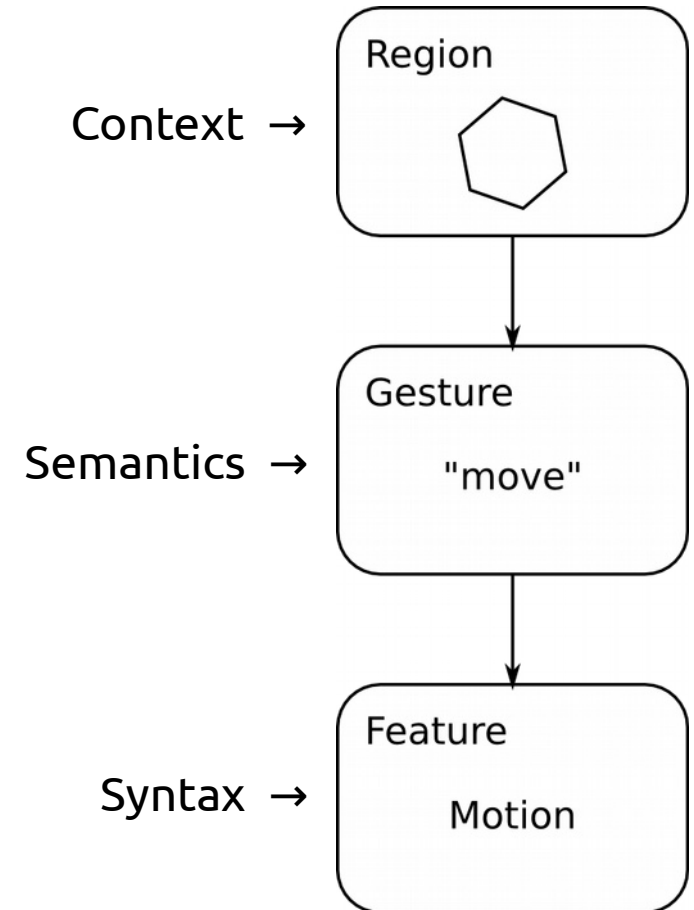 Region
Context →
Gesture
Semantics →
"move"
Feature
Syntax →
Motion